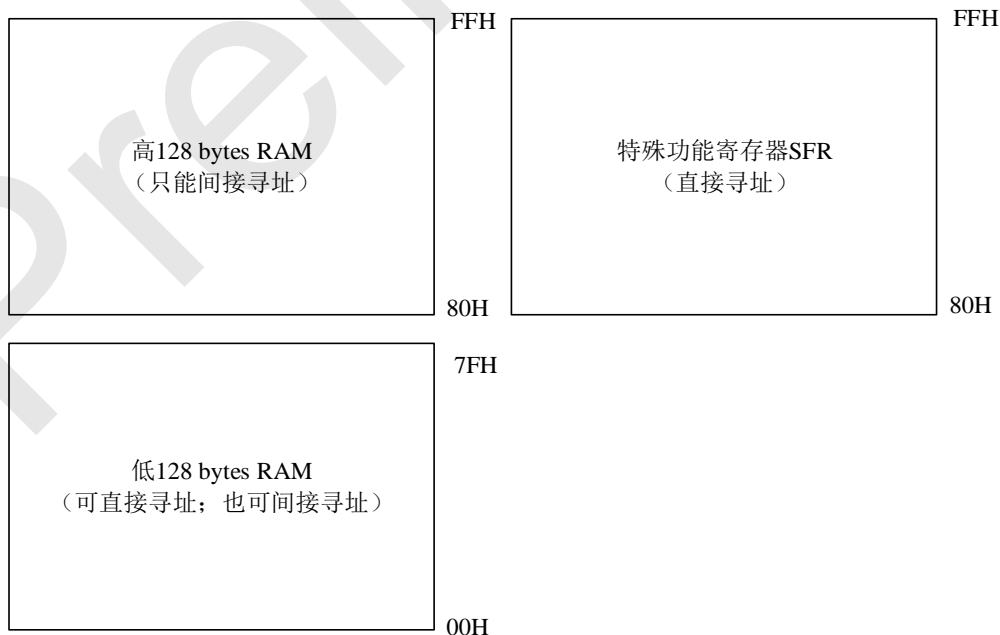 FFH
高128 bytes RAM
（只能间接寻址）
80H
FFH
特殊功能寄存器SFR
（直接寻址）
80H
7FH
低128 bytes RAM
（可直接寻址；也可间接寻址）
00H